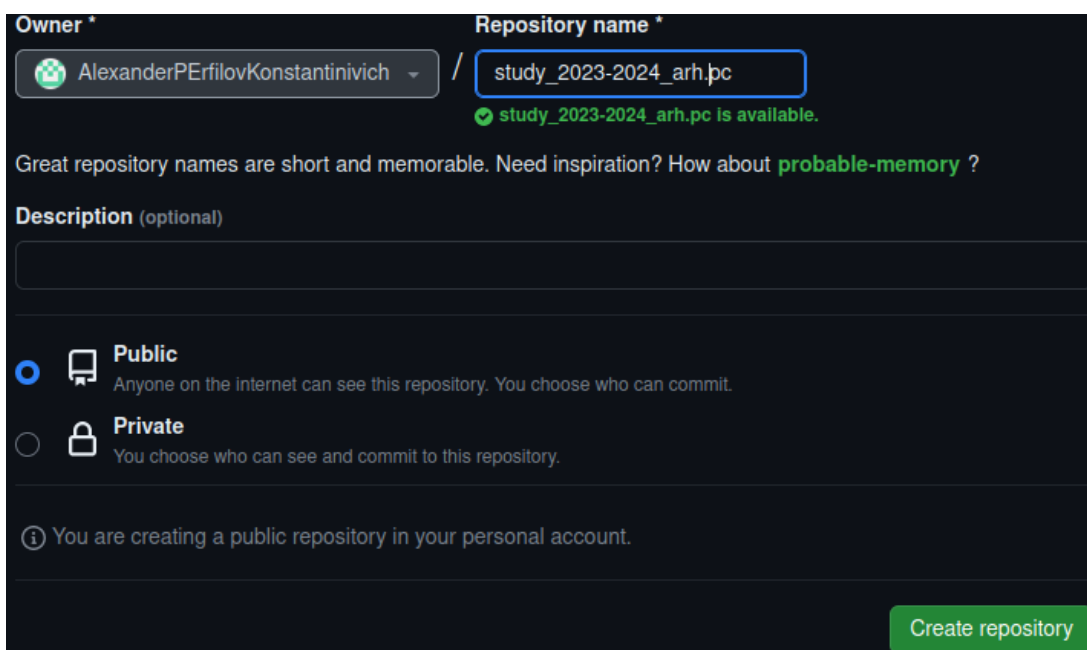 Owner * Repository name *
AlexanderPErfilovKonstantinivich / study_2023-2024_arh.pc
study_2023-2024_arh.pc is available.
Great repository names are short and memorable. Need inspiration? How about probable-memory ?
Description (optional)
Public
Anyone on the internet can see this repository. You choose who can commit.
Private
You choose who can see and commit to this repository.
You are creating a public repository in your personal account.
Create repository